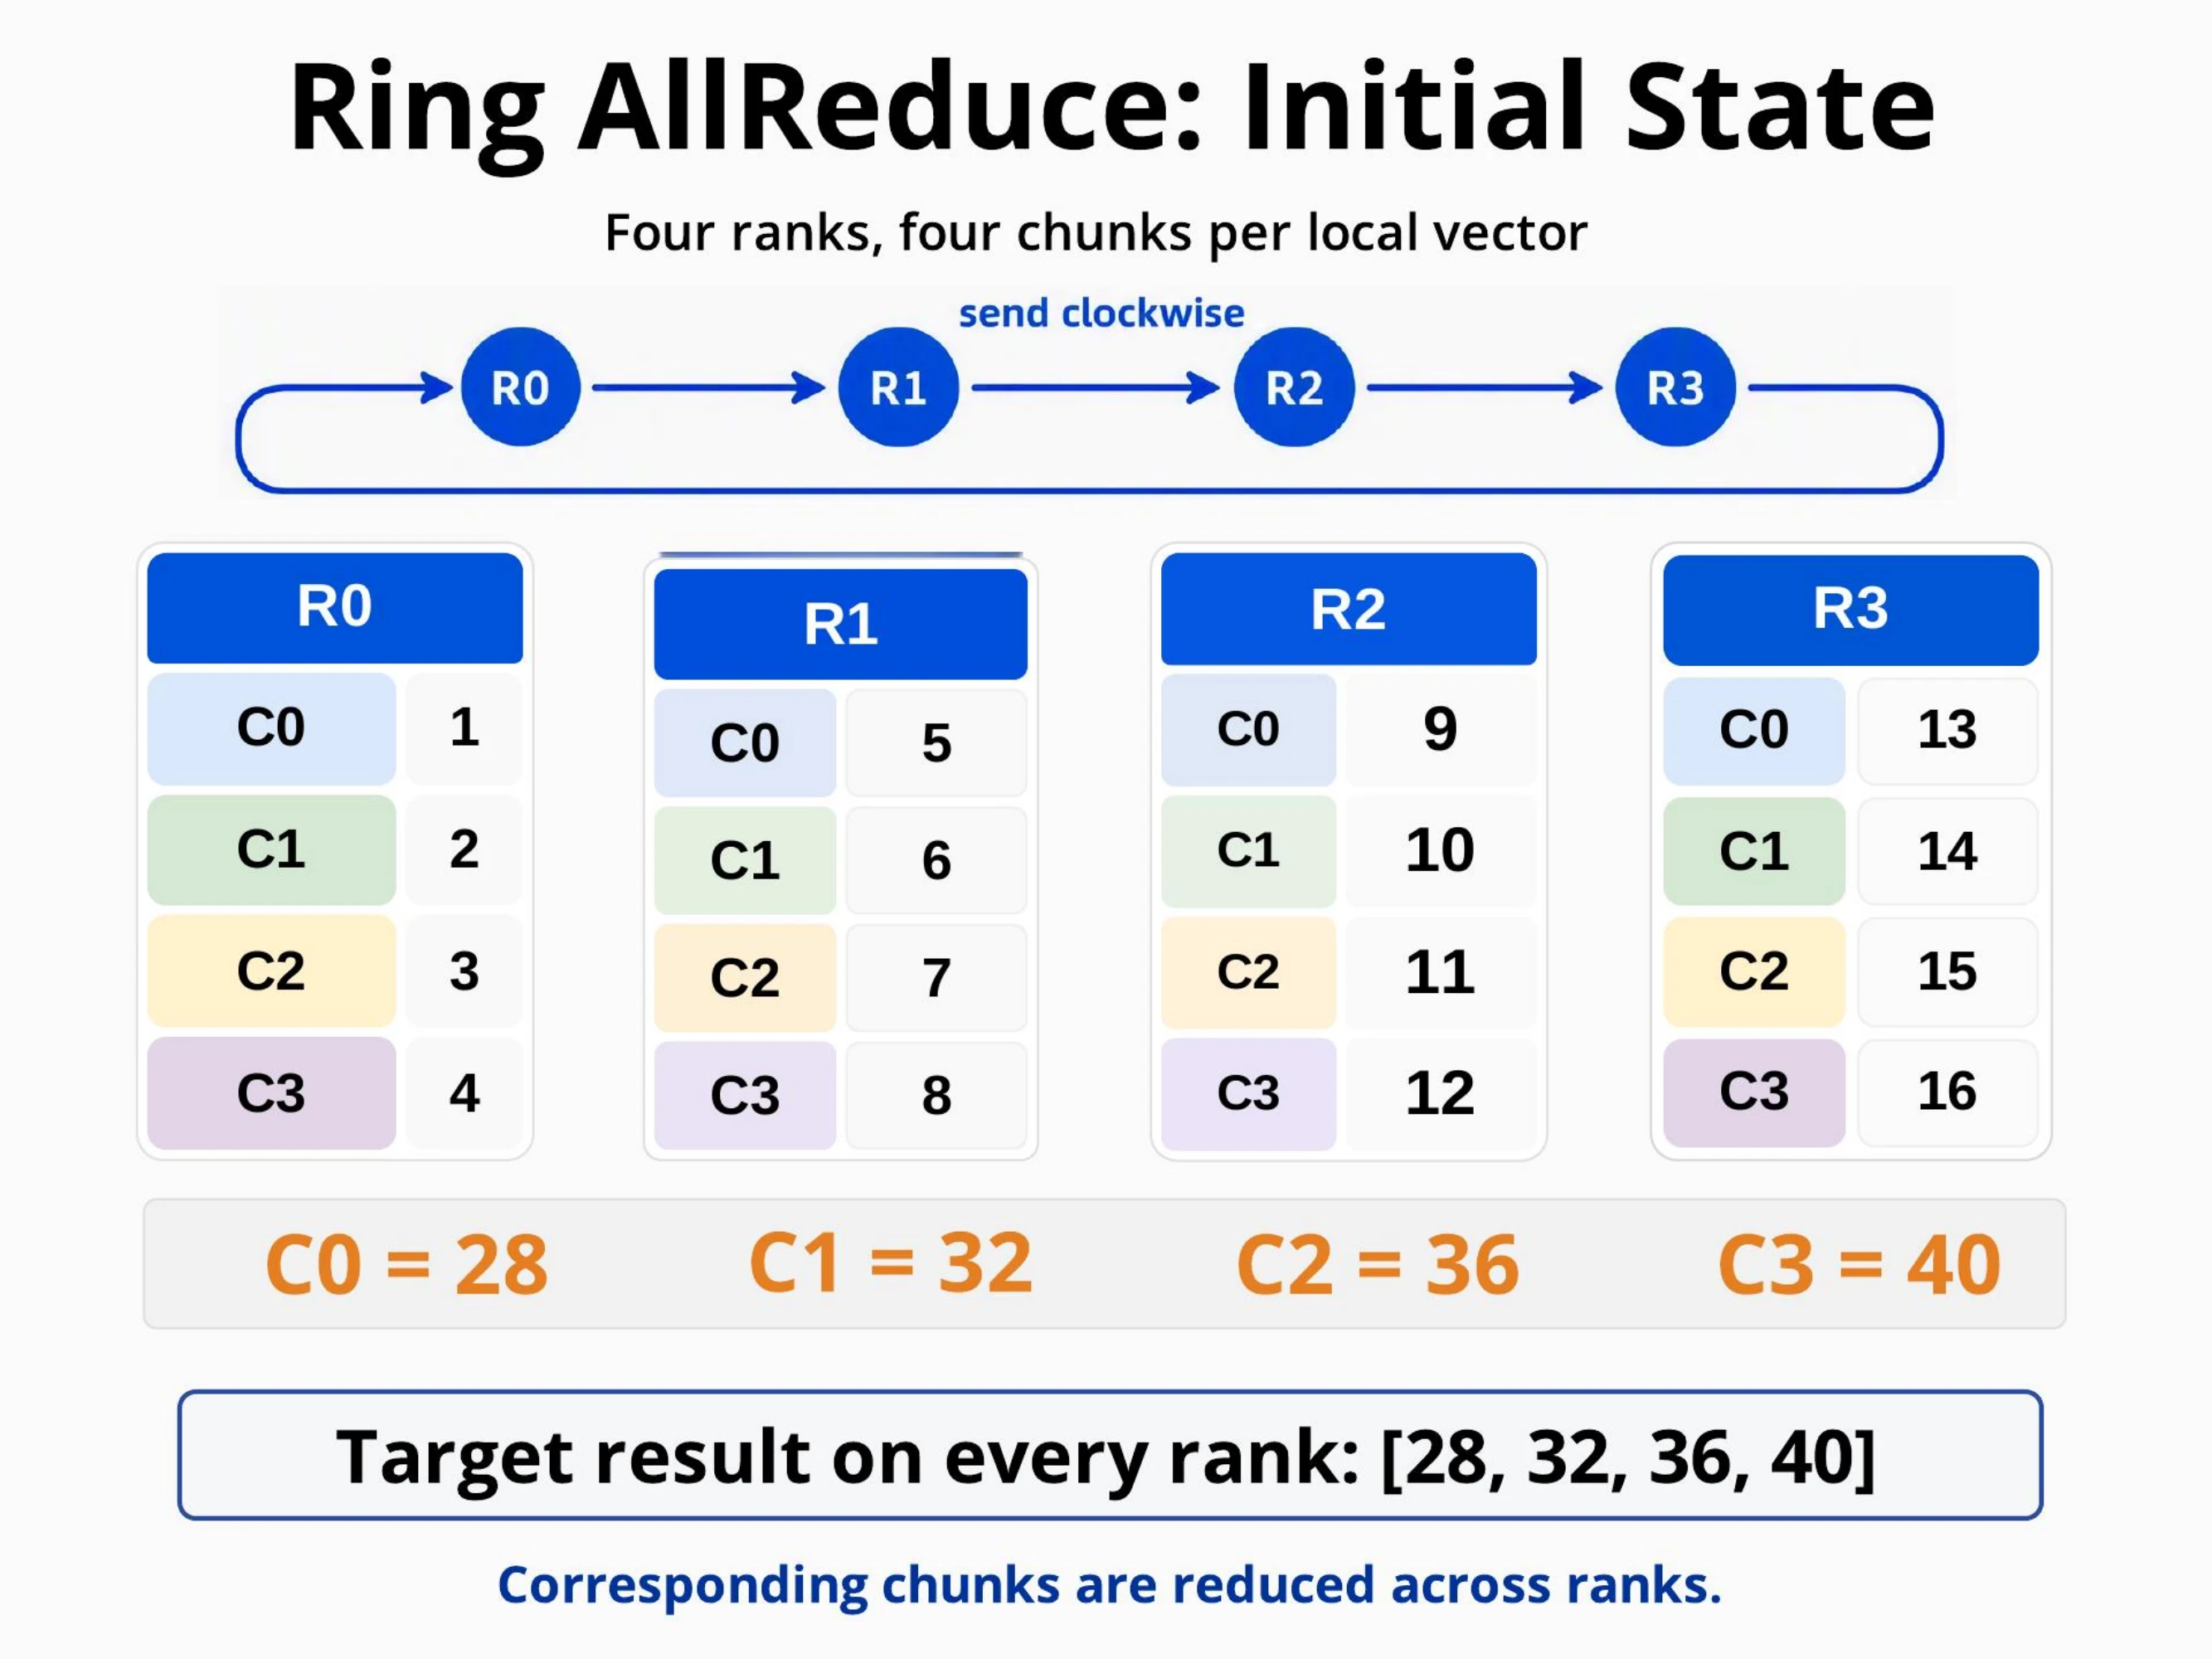 Ring AllReduce: Initial State
Four ranks, four chunks per local vector
send clockwise
R0 R1 R2 R3
R0
C0 1
C1 2
C2 3
C3 4
R1
C0 5
C1 6
C2 7
C3 8
R2
C0 9
C1 10
C2 11
C3 12
R3
C0 13
C1 14
C2 15
C3 16
C0 = 28 C1 = 32 C2 = 36 C3 = 40
Target result on every rank: [28, 32, 36, 40]
Corresponding chunks are reduced across ranks.